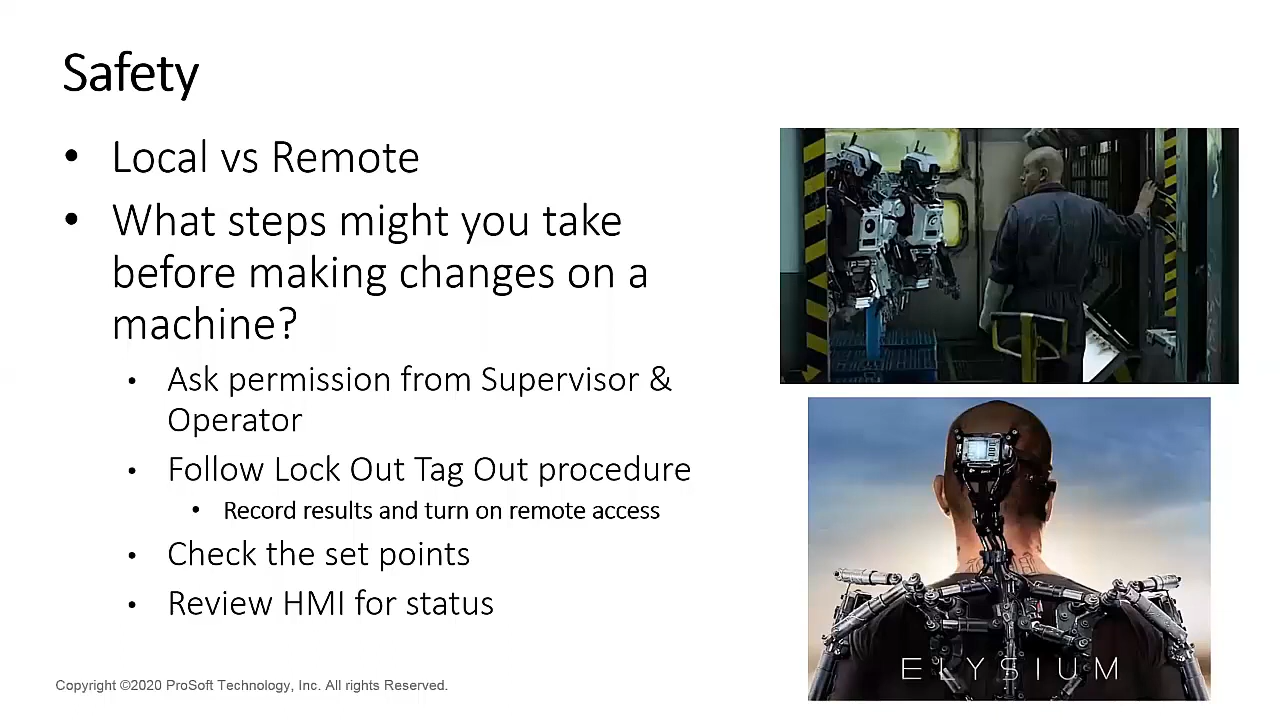 Safety
• Local vs Remote
• What steps might you take
before making changes on a
machine?
• Ask permission from Supervisor &
Operator
• Follow Lock Out Tag Out procedure
• Record results and turn on remote access
• Check the set points
• Review HMI for status
ELYSIUM
Copyright ©2020 ProSoft Technology, Inc. All rights Reserved.